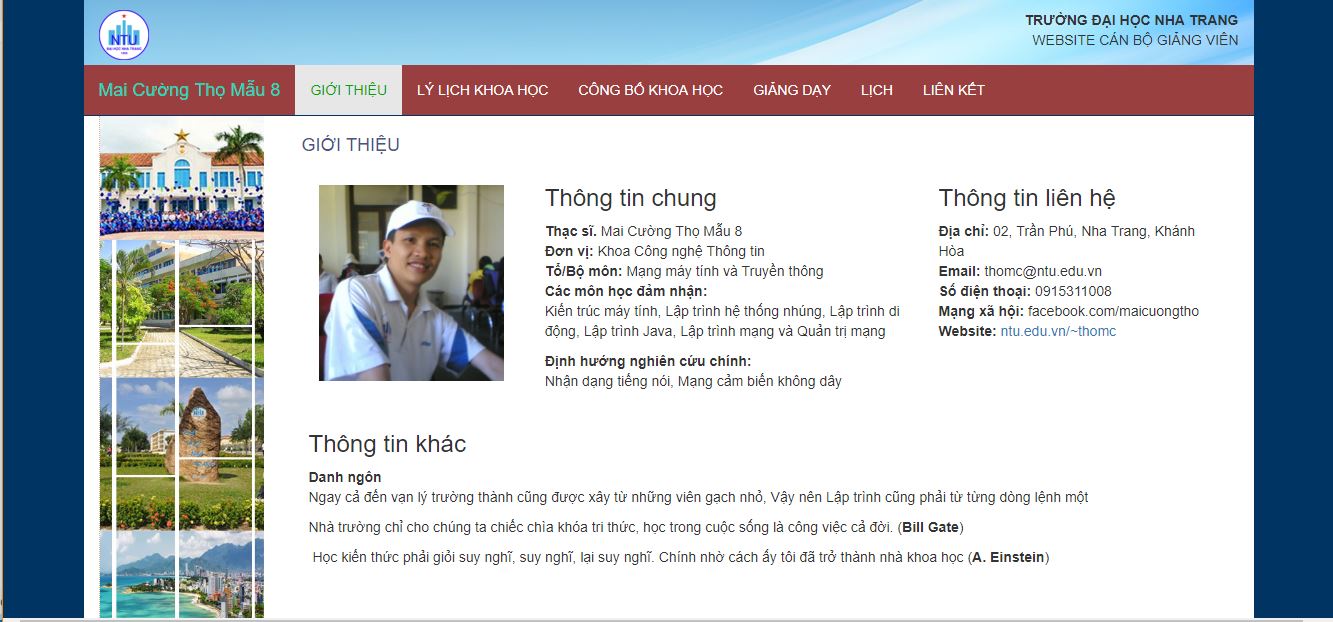 NTU
ĐẠI HỌC NHA TRANG
TRƯỜNG ĐẠI HỌC NHA TRANG
WEBSITE CÁN BỘ GIẢNG VIÊN
Mai Cường Thọ Mẫu 8
GIỚI THIỆU
LÝ LỊCH KHOA HỌC
CÔNG BỐ KHOA HỌC
GIẢNG DẠY
LỊCH
LIÊN KẾT
GIỚI THIỆU
Thông tin chung
Thạc sĩ. Mai Cường Thọ Mẫu 8
Đơn vị: Khoa Công nghệ Thông tin
Tổ/Bộ môn: Mạng máy tính và Truyền thông
Các môn học đảm nhận:
Kiến trúc máy tính, Lập trình hệ thống nhúng, Lập trình di
động, Lập trình Java, Lập trình mạng và Quản trị mạng
Định hướng nghiên cứu chính:
Nhận dạng tiếng nói, Mạng cảm biến không dây
Thông tin liên hệ
Địa chỉ: 02, Trần Phú, Nha Trang, Khánh
Hòa
Email: thomc@ntu.edu.vn
Số điện thoại: 0915311008
Mạng xã hội: facebook.com/maicuongtho
Website: ntu.edu.vn/~thomc
Thông tin khác
Danh ngôn
Ngay cả đến vạn lý trường thành cũng được xây từ những viên gạch nhỏ, Vậy nên Lập trình cũng phải từ từng dòng lệnh một
Nhà trường chỉ cho chúng ta chiếc chìa khóa tri thức, học trong cuộc sống là công việc cả đời. (Bill Gate)
Học kiến thức phải giỏi suy nghĩ, suy nghĩ, lại suy nghĩ. Chính nhờ cách ấy tôi đã trở thành nhà khoa học (A. Einstein)